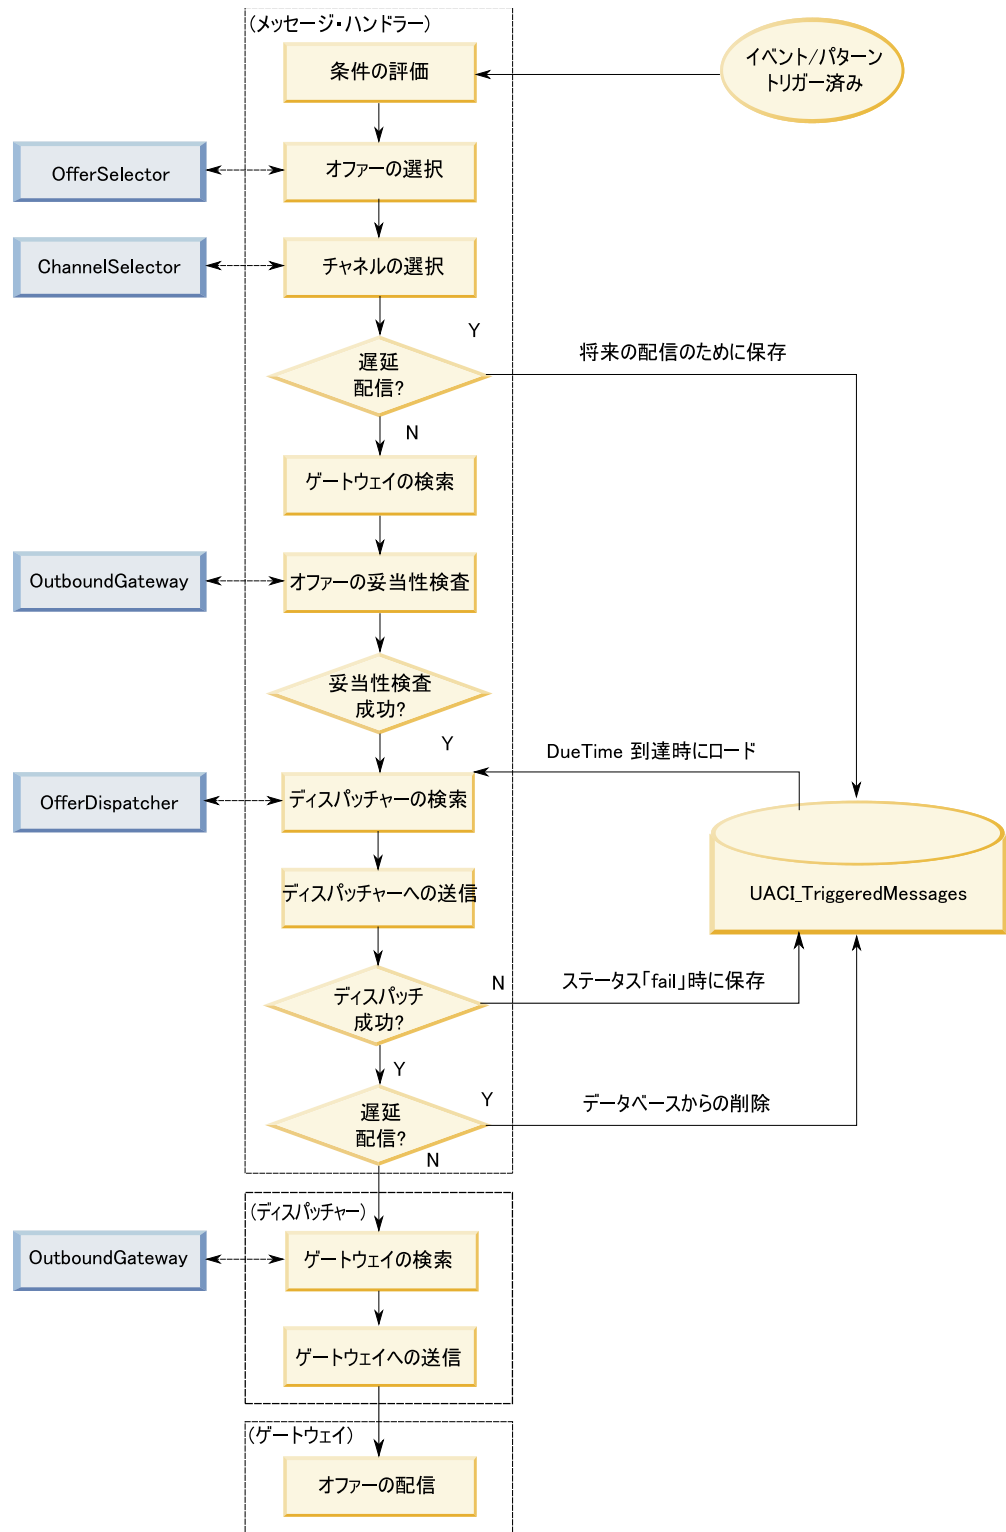 (メッセージ・ハンドラー)
条件の評価
イベント/パターン
トリガー済み
OfferSelector
オファーの選択
ChannelSelector
チャネルの選択
Y
遅延
配信?
将来の配信のために保存
N
ゲートウェイの検索
OutboundGateway
オファーの妥当性検査
妥当性検査
成功?
Y
DueTime 到達時にロード
OfferDispatcher
ディスパッチャーの検索
ディスパッチャーへの送信
UACI_TriggeredMessages
ディスパッチ
成功?
N
ステータス「fail」時に保存
Y
遅延
配信?
Y
データベースからの削除
N
(ディスパッチャー)
OutboundGateway
ゲートウェイの検索
ゲートウェイへの送信
(ゲートウェイ)
オファーの配信